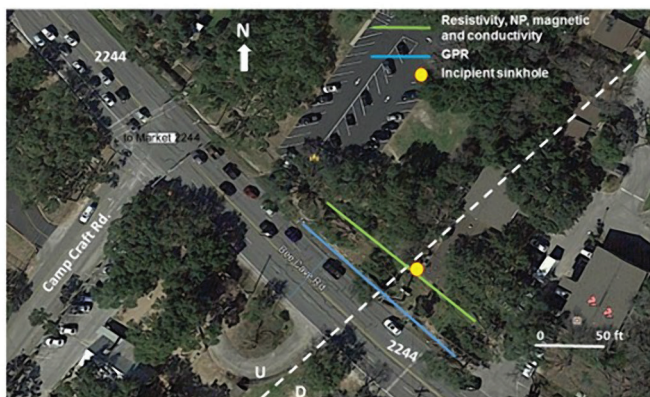 Resistivity, NP, magnetic
and conductivity
GPR
Incipient sinkhole
N
2244
to Market 2244
Camp Craft Rd.
Bee Cave Rd
2244
0 50 ft
U
D